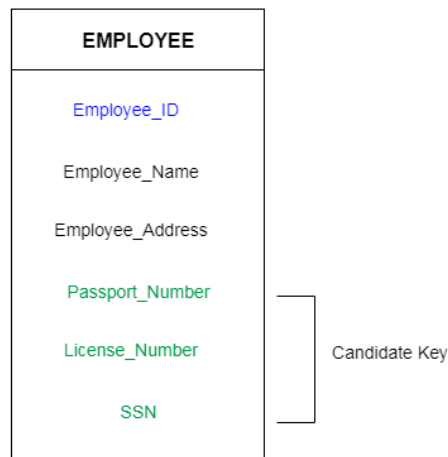 EMPLOYEE
Employee_ID
Employee_Name
Employee_Address
Passport_Number
License_Number
Candidate Key
SSN